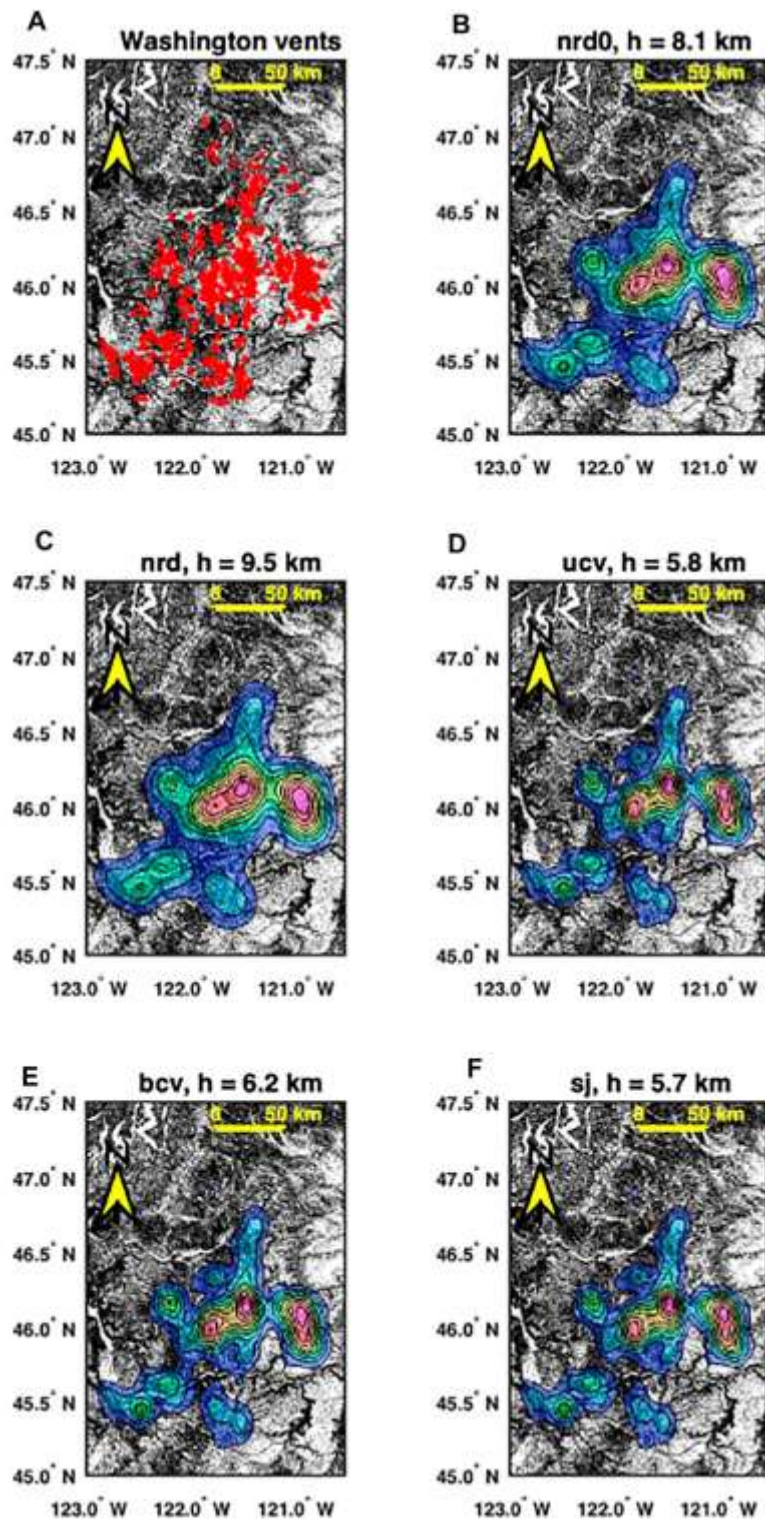 A
Washington vents
47.5° N
47.0° N
46.5° N
46.0° N
45.5° N
45.0° N
123.0° W 122.0° W 121.0° W
0 50 km
N
B
nrd0, h = 8.1 km
47.5° N
47.0° N
46.5° N
46.0° N
45.5° N
45.0° N
123.0° W 122.0° W 121.0° W
0 50 km
N
C
nrd, h = 9.5 km
47.5° N
47.0° N
46.5° N
46.0° N
45.5° N
45.0° N
123.0° W 122.0° W 121.0° W
0 50 km
N
D
ucv, h = 5.8 km
47.5° N
47.0° N
46.5° N
46.0° N
45.5° N
45.0° N
123.0° W 122.0° W 121.0° W
0 50 km
N
E
bcv, h = 6.2 km
47.5° N
47.0° N
46.5° N
46.0° N
45.5° N
45.0° N
123.0° W 122.0° W 121.0° W
0 50 km
N
F
sj, h = 5.7 km
47.5° N
47.0° N
46.5° N
46.0° N
45.5° N
45.0° N
123.0° W 122.0° W 121.0° W
0 50 km
N